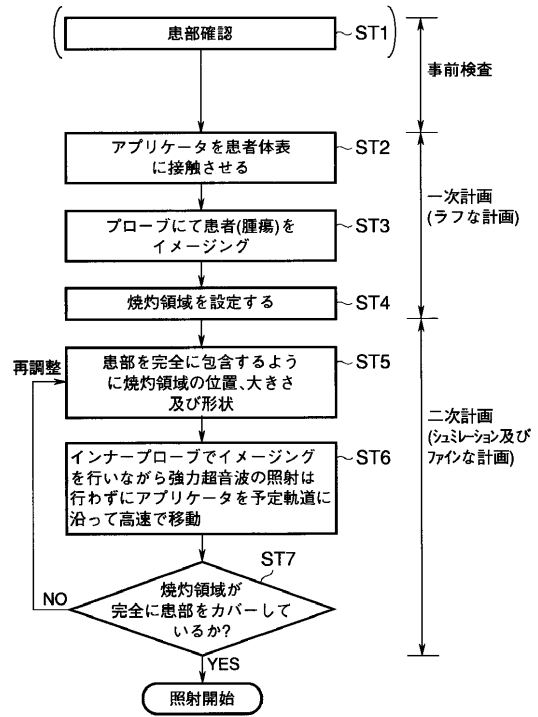 患部確認
ST1
事前検査
アプリケータを患者体表
に接触させる
ST2
プローブにて患者(腫瘍)を
イメージング
ST3
一次計画
(ラフな計画)
焼灼領域を設定する
ST4
再調整
患部を完全に包含するよう
に焼灼領域の位置、大きさ
及び形状
ST5
インナープローブでイメージング
を行いながら強力超音波の照射は
行わずにアプリケータを予定軌道に
沿って高速で移動
ST6
二次計画
(シュミレーション及び
ファインな計画)
ST7
焼灼領域が
完全に患部をカバーして
いるか?
NO
YES
照射開始